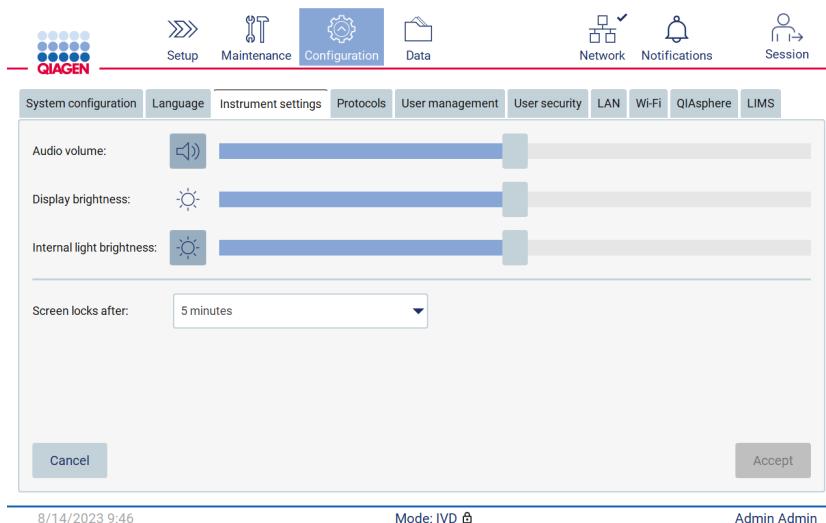 QIAGEN
Setup Maintenance Configuration Data Network Notifications Session
System configuration Language Instrument settings Protocols User management User security LAN Wi-Fi QIAsphere LIMS
Audio volume:
Display brightness:
Internal light brightness:
Screen locks after: 5 minutes
Cancel Accept
8/14/2023 9:46 Mode: IVD Admin Admin